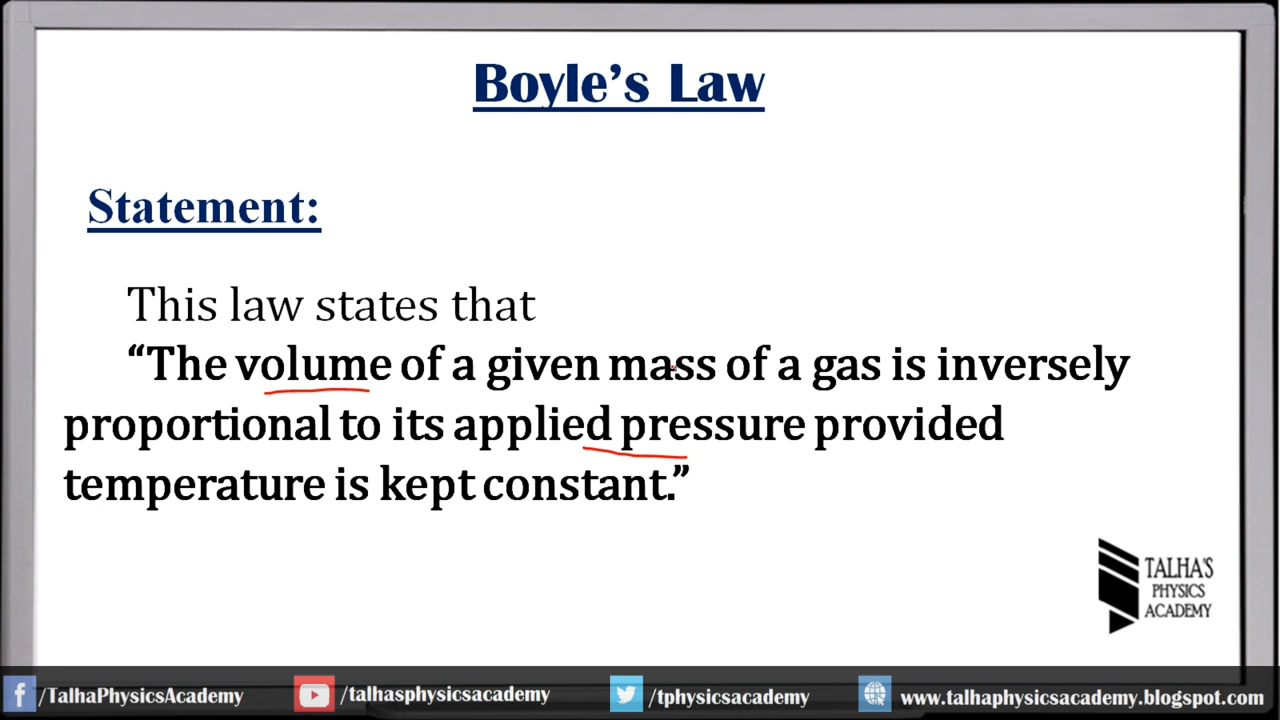 Boyle’s Law
Statement:
This law states that
“The volume of a given mass of a gas is inversely
proportional to its applied pressure provided
temperature is kept constant.”
TALHA'S
PHYSICS
ACADEMY
/TalhaPhysicsAcademy
/talhasphysicsacademy
/tphysicsacademy
www.talhaphysicsacademy.blogspot.com